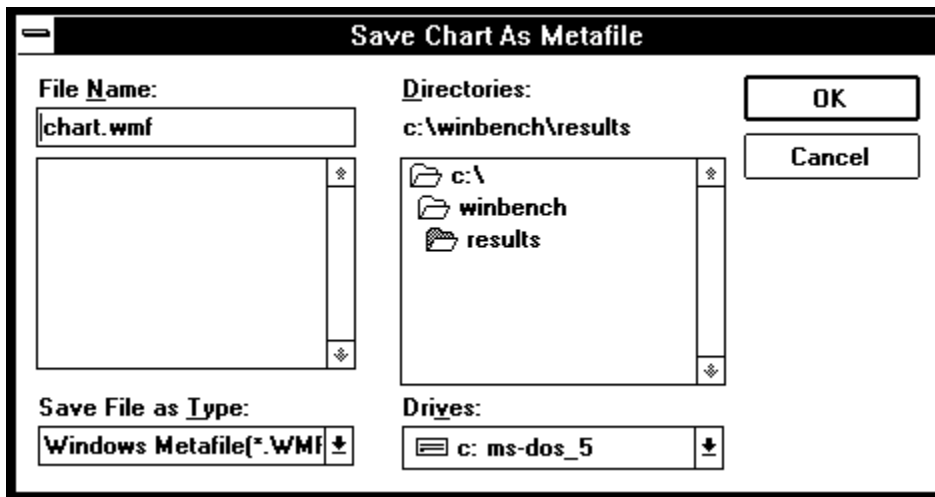 Save Chart As Metafile
File Name:
chart.wmf
Save File as Type:
Windows Metafile(*.WMF
Directories:
c:\winbench\results
c:\
winbench
results
Drives:
c: ms-dos_5
OK
Cancel